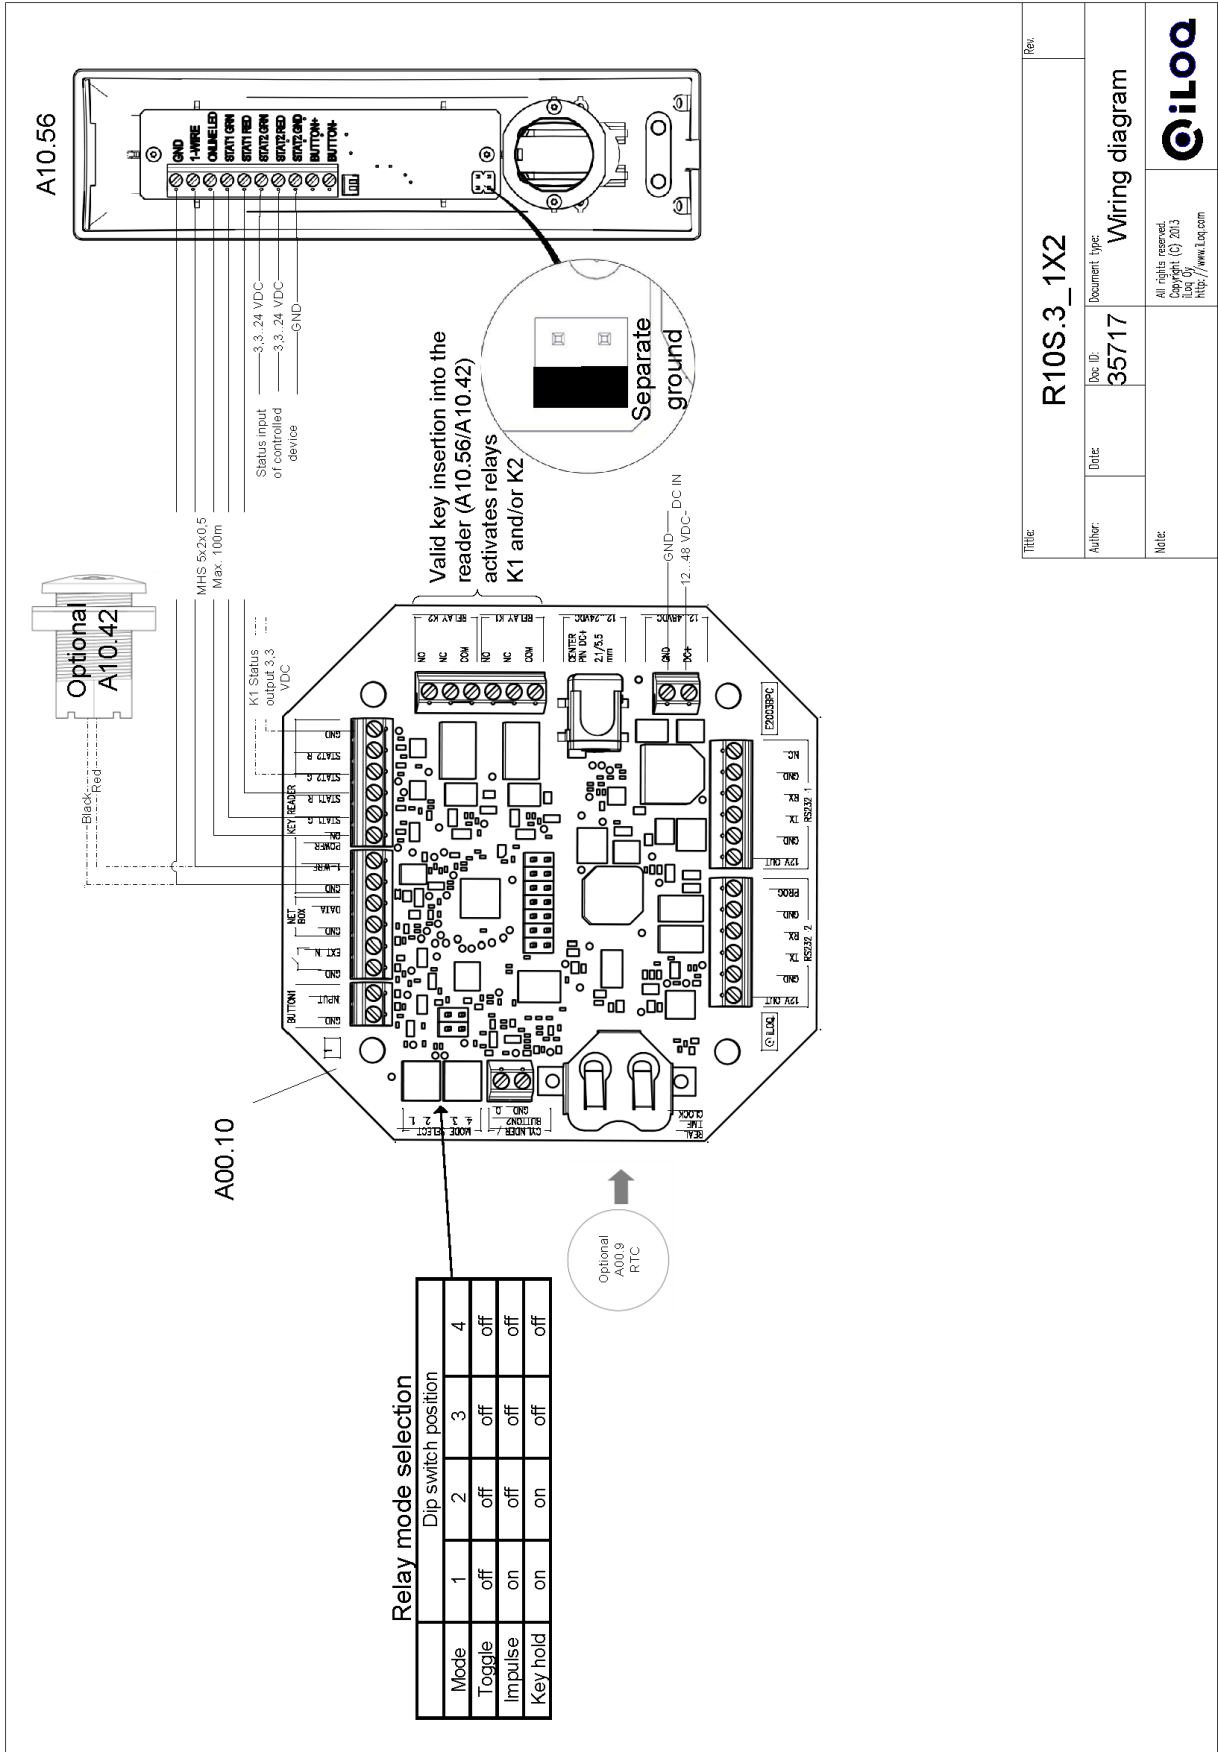 A10.56
GND
1-WIRE
ONLINE LED
STAT1 GRN
STAT1 RED
STAT2 GRN
STAT2 RED
STAT2 GND
BUTTON+
BUTTON-
3,3..24 VDC
3,3..24 VDC
GND
Status input
of controlled
device
MHS 5x2x0,5
Max. 100m
Optional
A10.42
Black
Red
K1 Status
output 3,3
VDC
Valid key insertion into the
reader (A10.56/A10.42)
activates relays
K1 and/or K2
Separate
ground
GND
DC IN
12...48 VDC
A00.10
BUTTON1
GND
INPUT
GND
EXT IN
NET
BOX
GND
DATA
KEY READER
GND
1-WIRE
POWER
ON
STAT1 G
STAT1 R
STAT2 G
STAT2 R
GND
RELAY K2
NO
NC
COM
RELAY K1
NO
NC
COM
12...24VDC
CENTER
PIN DC+
2.1/5.5
mm
12...48VDC
GND
DC+
E2003BPC
RS232 1
NC
GND
RX
TX
GND
12V OUT
RS232 2
PROG
GND
RX
TX
GND
12V OUT
iLOQ
MODE SELECT
4 3 2 1
CYLINDER /
BUTTON2
GND
REAL
TIME
CLOCK
Optional
A00.9
RTC
Relay mode selection
Dip switch position
Mode 1 2 3 4
Toggle off off off off
Impulse on off off off
Key hold on on off off
Tittle:
R10S.3_1X2
Rev.
Author:
Date:
Doc ID:
35717
Document type:
Wiring diagram
Note:
All rights reserved.
Copyright (C) 2013
iLoq Oy
http://www.iLoq.com
iLOQ